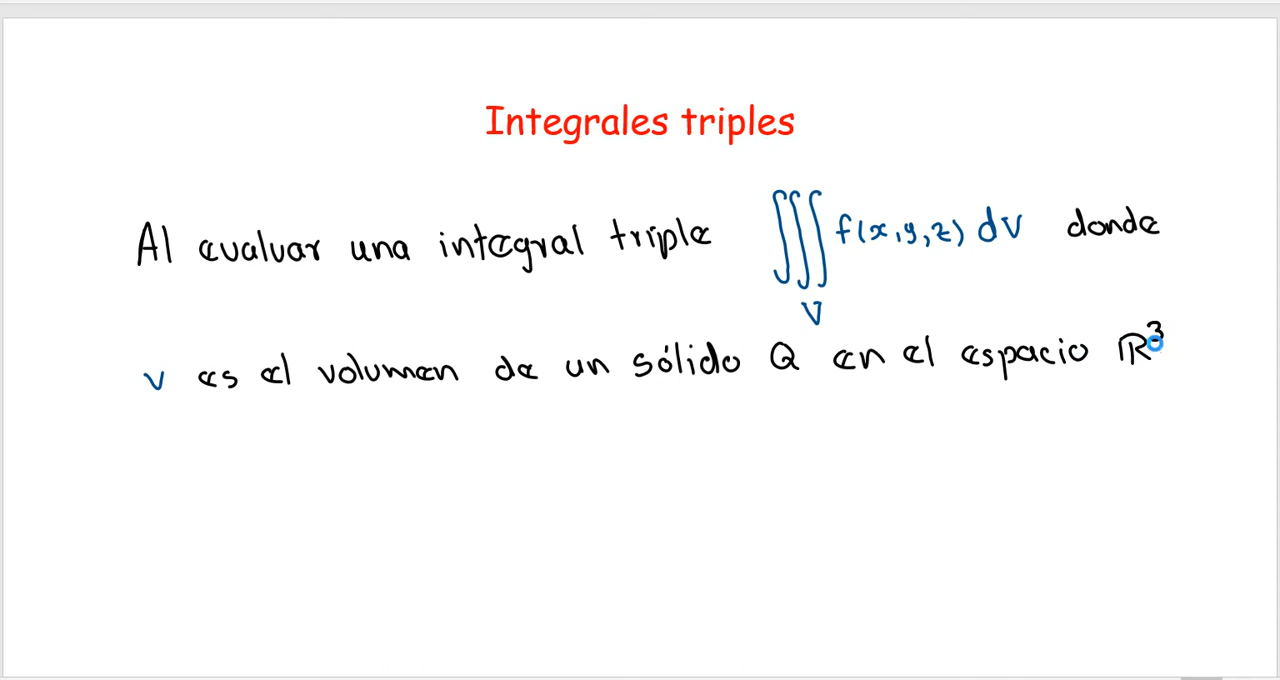 Integrales triples
Al evaluar una integral triple ∭ f(x,y,z) dV donde
V
V es el volumen de un sólido Q en el espacio ℝ³